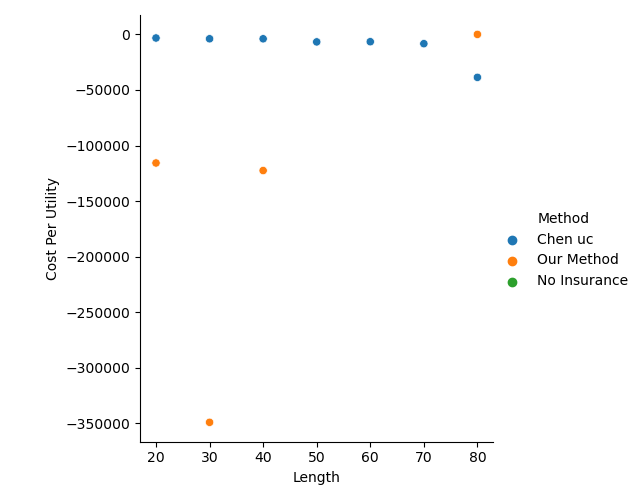 0
−50000
−100000
−150000
−200000
−250000
−300000
−350000
Cost Per Utility
20 30 40 50 60 70 80
Length
Method
Chen uc
Our Method
No Insurance